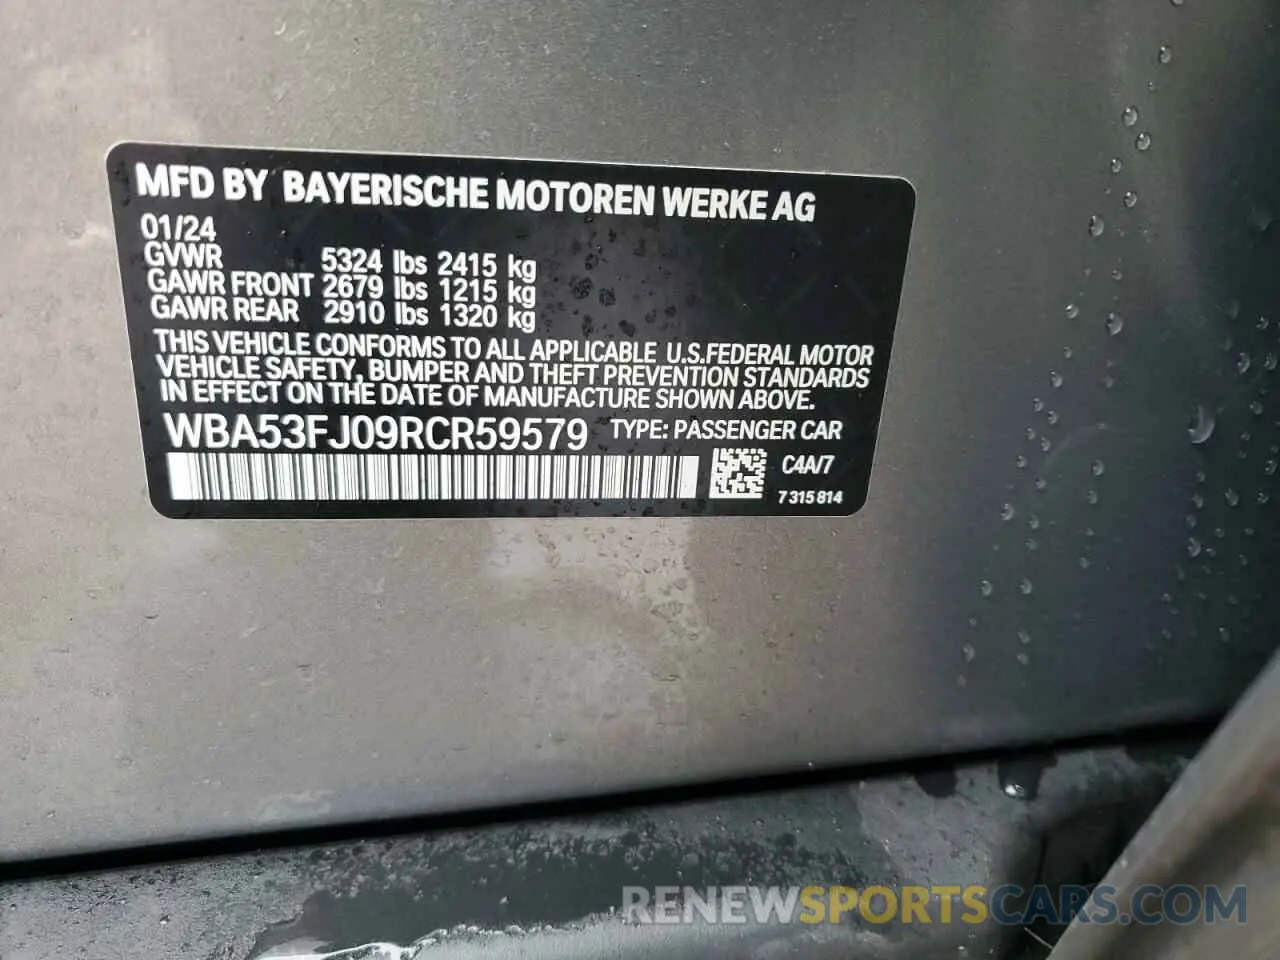 MFD BY BAYERISCHE MOTOREN WERKE AG
01/24
GVWR 5324 lbs 2415 kg
GAWR FRONT 2679 lbs 1215 kg
GAWR REAR 2910 lbs 1320 kg
THIS VEHICLE CONFORMS TO ALL APPLICABLE U.S.FEDERAL MOTOR
VEHICLE SAFETY, BUMPER AND THEFT PREVENTION STANDARDS
IN EFFECT ON THE DATE OF MANUFACTURE SHOWN ABOVE.
WBA53FJ09RCR59579 TYPE: PASSENGER CAR
C4A/7
7 315 814
RENEWSPORTSCARS.COM